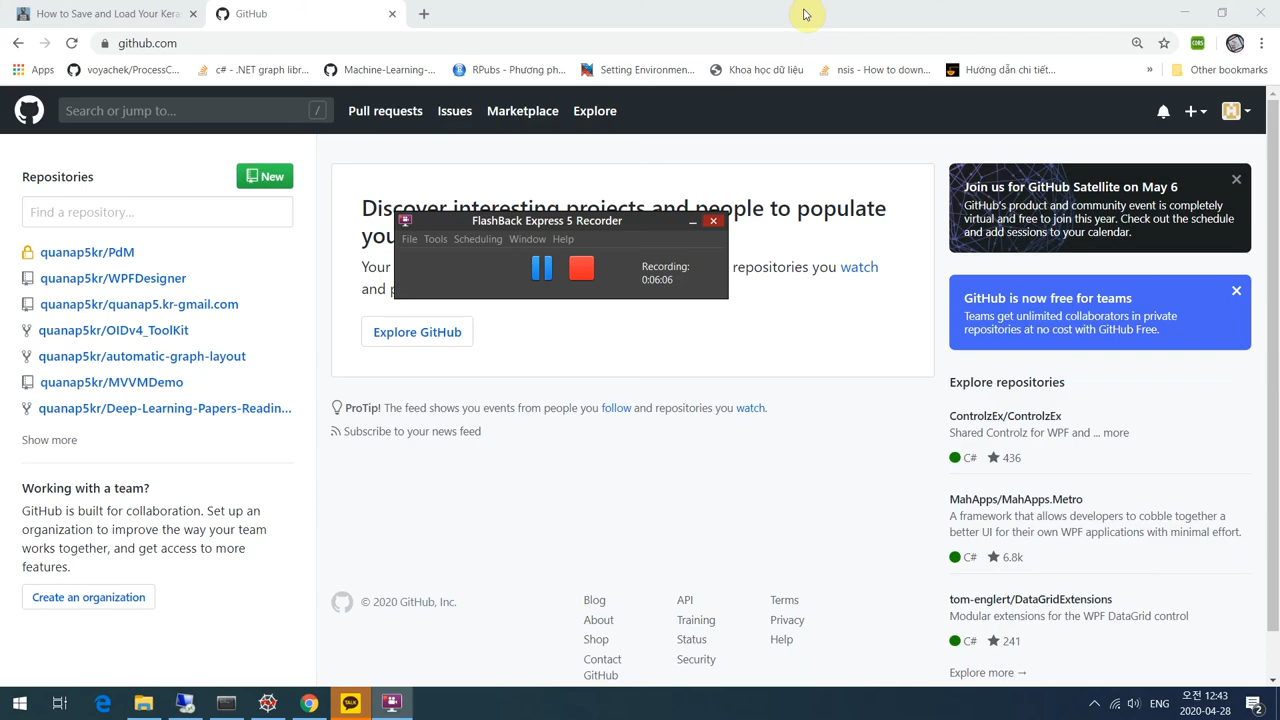 How to Save and Load Your Kera
GitHub
github.com
CORS
Apps
voyachek/ProcessC...
c# - .NET graph libr...
Machine-Learning-...
RPubs - Phương ph...
Setting Environmen...
Khoa học dữ liệu
nsis - How to down...
Hướng dẫn chi tiết...
»
Other bookmarks
Search or jump to...
/
Pull requests
Issues
Marketplace
Explore
Repositories
New
Find a repository...
quanap5kr/PdM
quanap5kr/WPFDesigner
quanap5kr/quanap5.kr-gmail.com
quanap5kr/OIDv4_ToolKit
quanap5kr/automatic-graph-layout
quanap5kr/MVVMDemo
quanap5kr/Deep-Learning-Papers-Readin...
Show more
Working with a team?
GitHub is built for collaboration. Set up an
organization to improve the way your team
works together, and get access to more
features.
Create an organization
Discover interesting projects and people to populate
you
Your
repositories you watch
and p
Explore GitHub
FlashBack Express 5 Recorder
File Tools Scheduling Window Help
Recording:
0:06:06
ProTip! The feed shows you events from people you follow and repositories you watch.
Subscribe to your news feed
© 2020 GitHub, Inc.
Blog
About
Shop
Contact
GitHub
API
Training
Status
Security
Terms
Privacy
Help
Join us for GitHub Satellite on May 6
GitHub's product and community event is completely
virtual and free to join this year. Check out the schedule
and add sessions to your calendar.
GitHub is now free for teams
Teams get unlimited collaborators in private
repositories at no cost with GitHub Free.
Explore repositories
ControlzEx/ControlzEx
Shared Controlz for WPF and ... more
C# 436
MahApps/MahApps.Metro
A framework that allows developers to cobble together a
better UI for their own WPF applications with minimal effort.
C# 6.8k
tom-englert/DataGridExtensions
Modular extensions for the WPF DataGrid control
C# 241
Explore more →
TALK
ENG
오전 12:43
2020-04-28
2